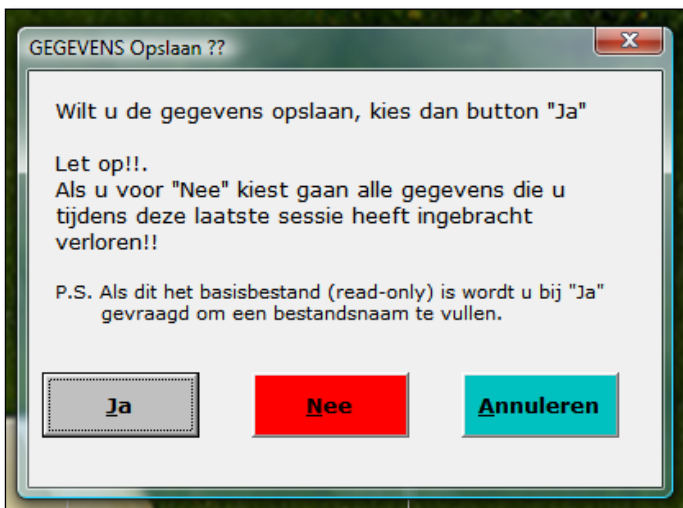 GEGEVENS Opslaan ??
Wilt u de gegevens opslaan, kies dan button "Ja"
Let op!!.
Als u voor "Nee" kiest gaan alle gegevens die u
tijdens deze laatste sessie heeft ingebracht
verloren!!
P.S. Als dit het basisbestand (read-only) is wordt u bij "Ja"
gevraagd om een bestandsnaam te vullen.
Ja
Nee
Annuleren